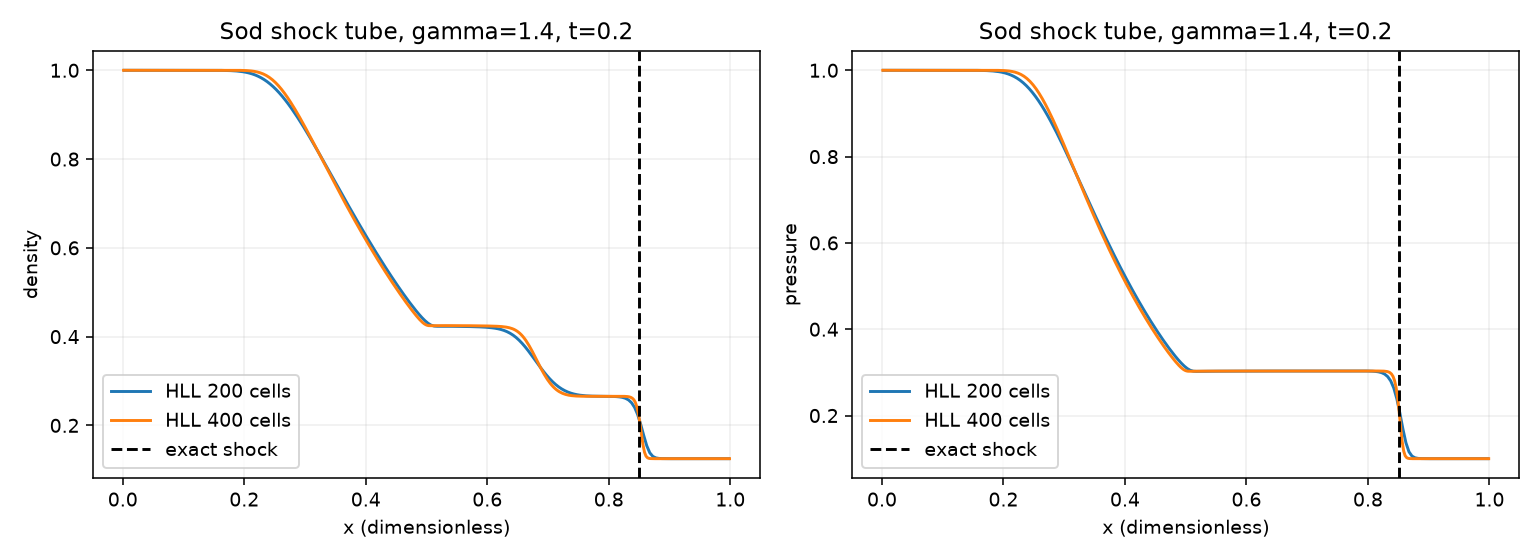 Sod shock tube, gamma=1.4, t=0.2
density
1.0
0.8
0.6
0.4
0.2
HLL 200 cells
HLL 400 cells
exact shock
0.0 0.2 0.4 0.6 0.8 1.0
x (dimensionless)
Sod shock tube, gamma=1.4, t=0.2
pressure
1.0
0.8
0.6
0.4
0.2
HLL 200 cells
HLL 400 cells
exact shock
0.0 0.2 0.4 0.6 0.8 1.0
x (dimensionless)